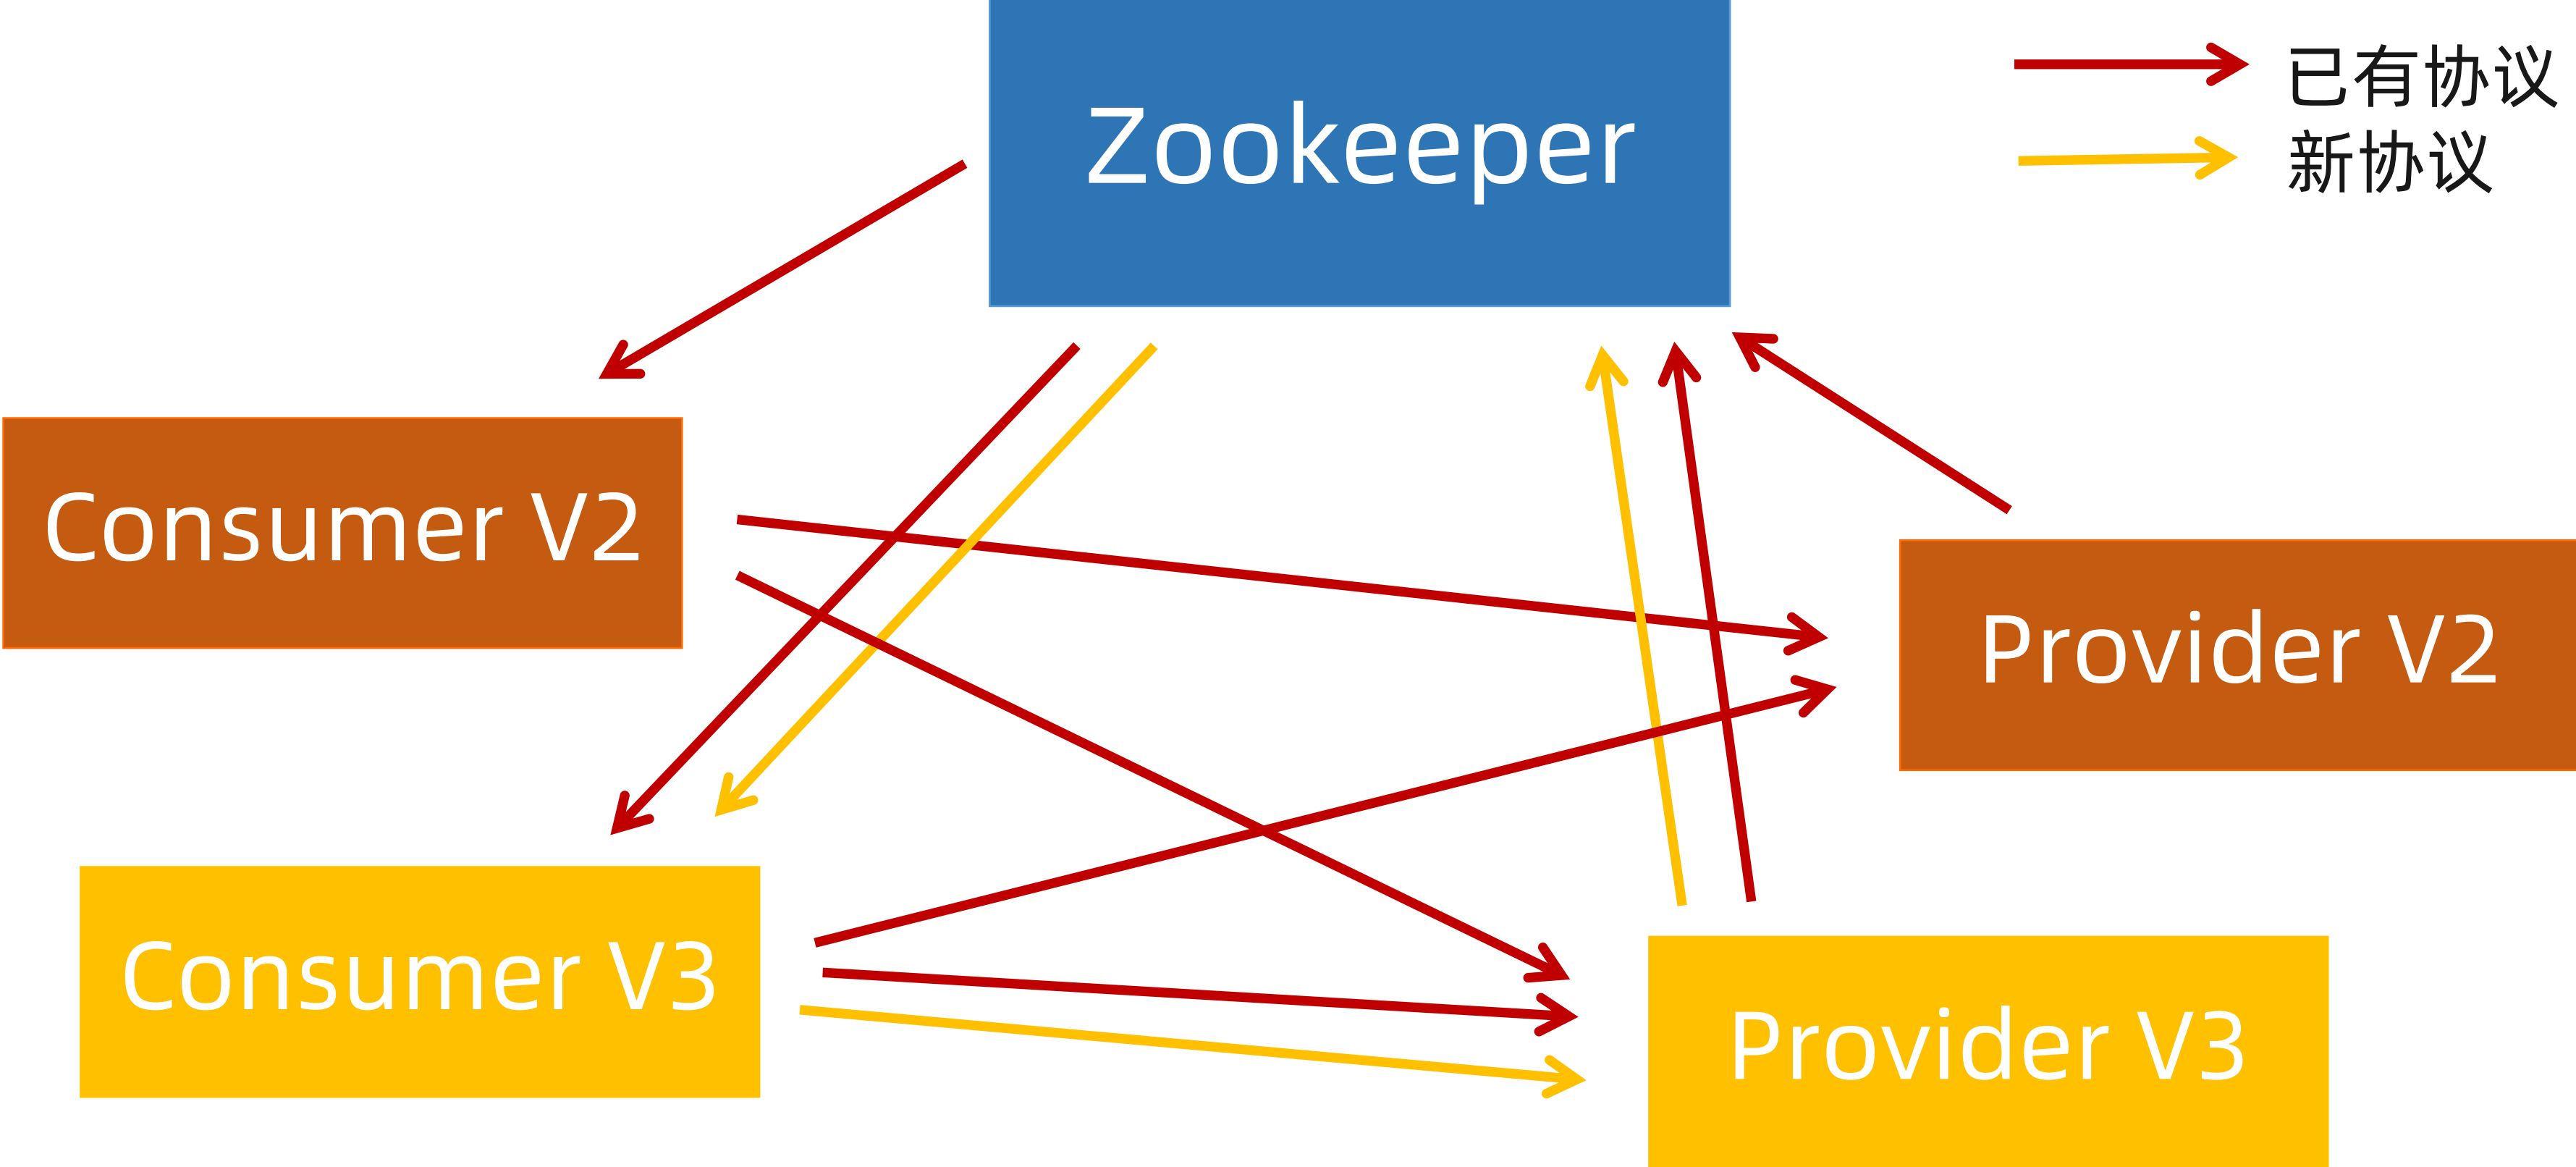 Zookeeper
已有协议
新协议
Consumer V2
Provider V2
Consumer V3
Provider V3